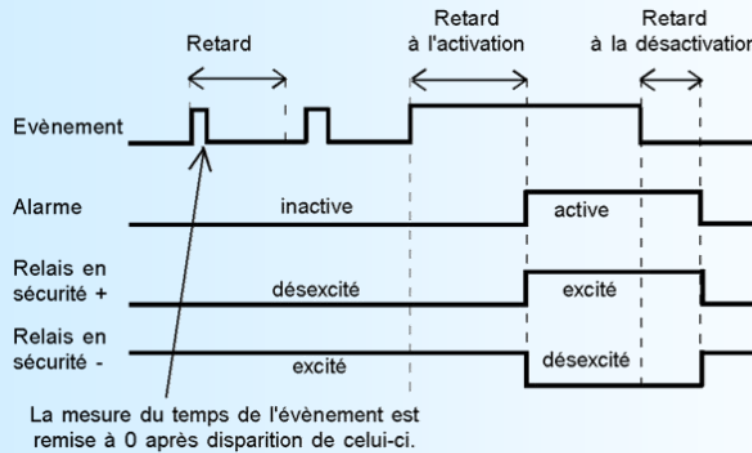 Retard
Retard
à l'activation
Retard
à la désactivation
Evènement
Alarme
inactive
active
Relais en
sécurité +
désexcité
excité
Relais en
sécurité -
excité
désexcité
La mesure du temps de l'évènement est
remise à 0 après disparition de celui-ci.